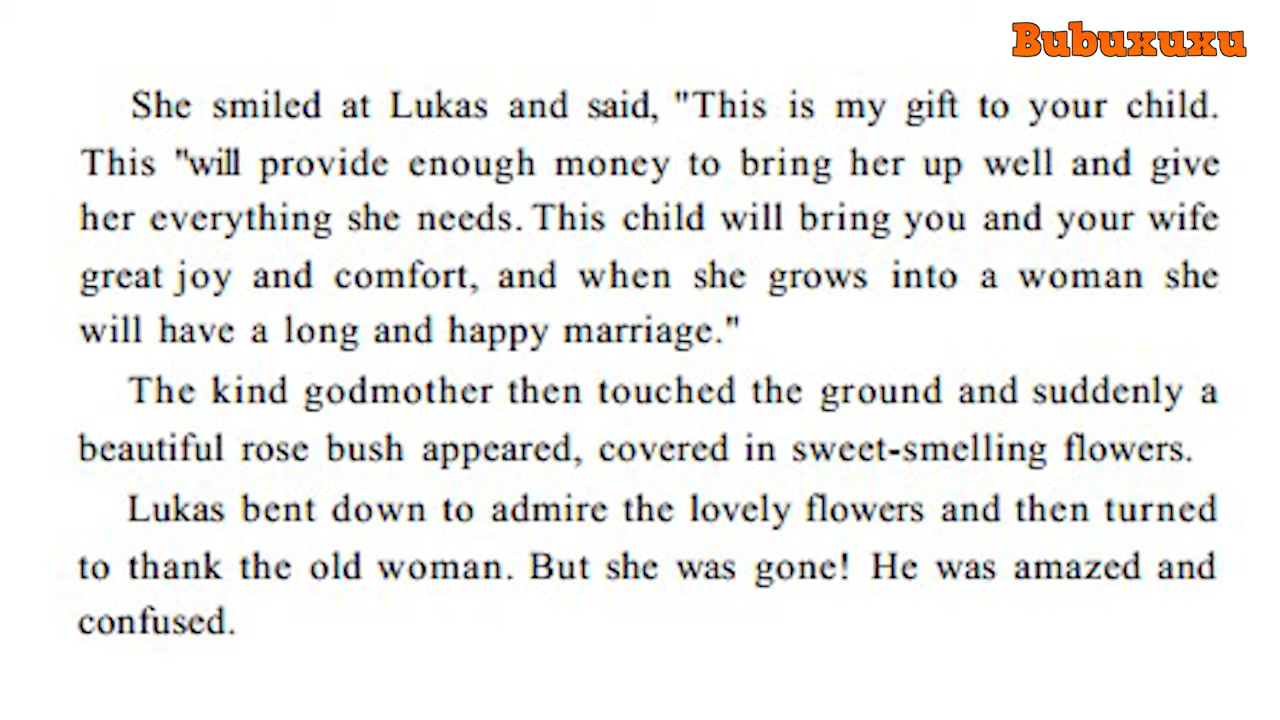 Bubuxuxu
She smiled at Lukas and said, "This is my gift to your child.
This "will provide enough money to bring her up well and give
her everything she needs. This child will bring you and your wife
great joy and comfort, and when she grows into a woman she
will have a long and happy marriage."
The kind godmother then touched the ground and suddenly a
beautiful rose bush appeared, covered in sweet-smelling flowers.
Lukas bent down to admire the lovely flowers and then turned
to thank the old woman. But she was gone! He was amazed and
confused.